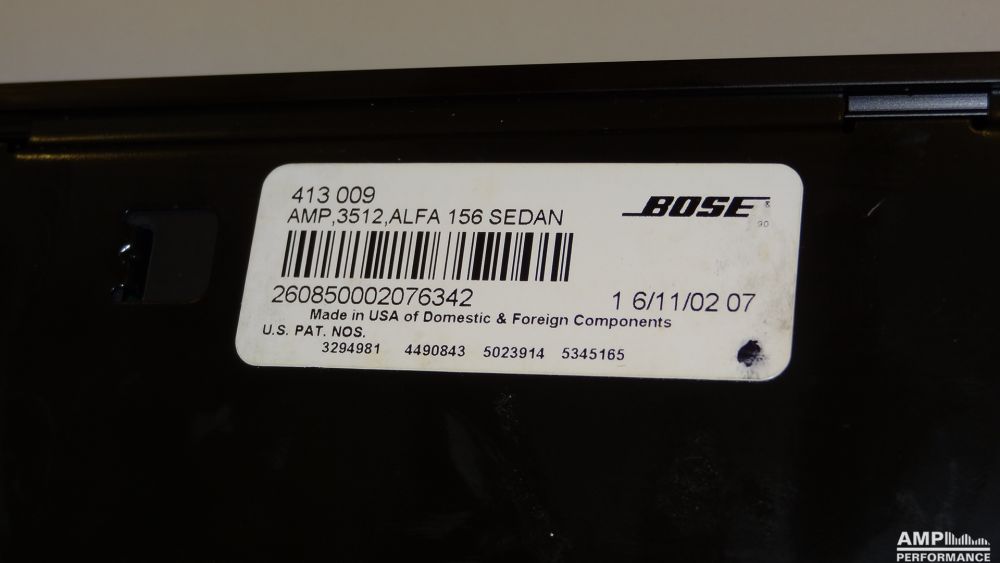 413 009
AMP,3512,ALFA 156 SEDAN
BOSE
90
260850002076342
1 6/11/02 07
Made in USA of Domestic & Foreign Components
U.S. PAT. NOS.
3294981 4490843 5023914 5345165
AMP
PERFORMANCE